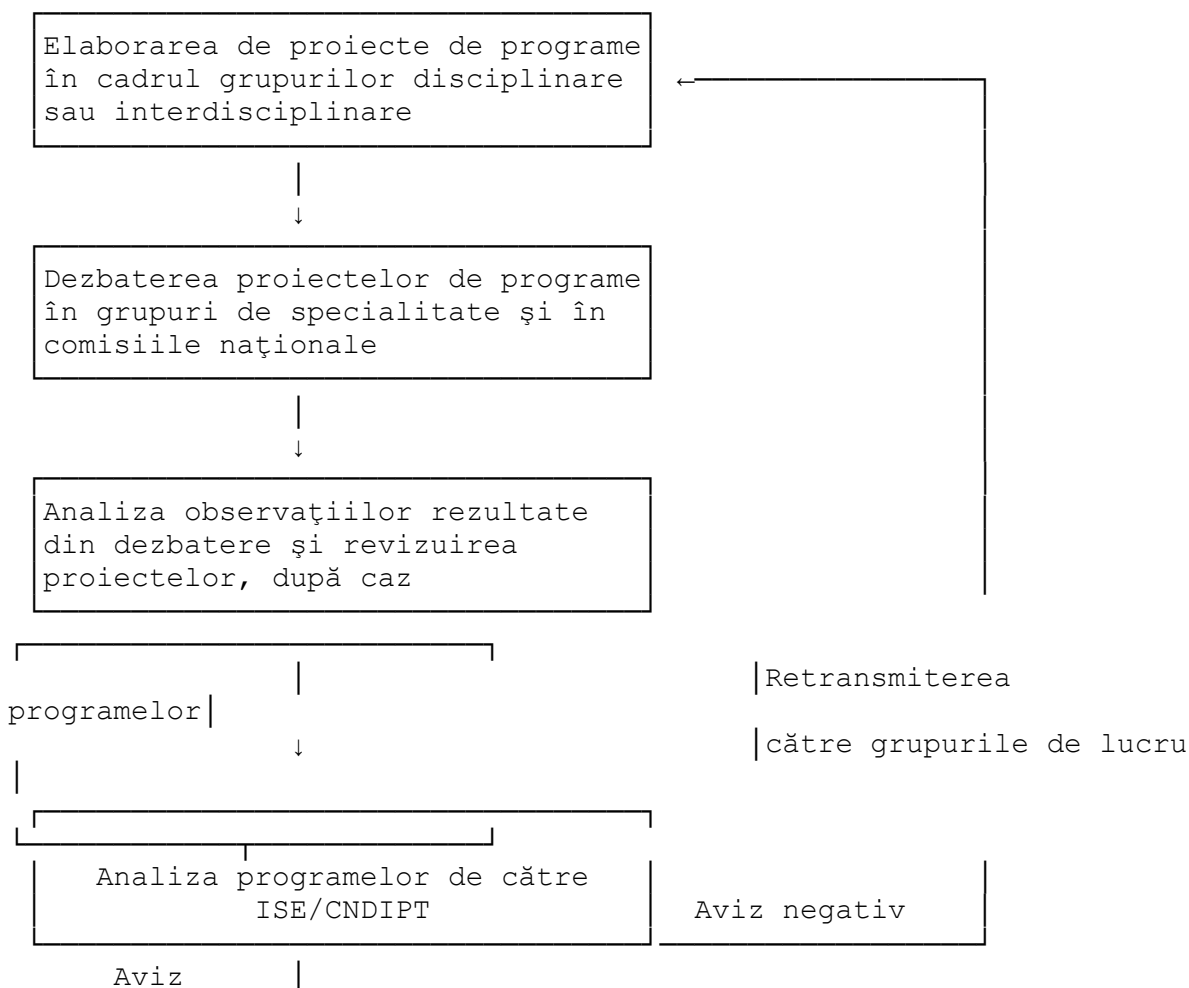 Elaborarea de proiecte de programe
în cadrul grupurilor disciplinare
sau interdisciplinare
Dezbaterea proiectelor de programe
în grupuri de specialitate şi în
comisiile naţionale
Analiza observaţiilor rezultate
din dezbatere şi revizuirea
proiectelor, după caz
Retransmiterea
programelor
către grupurile de lucru
Analiza programelor de către
ISE/CNDIPT
Aviz negativ
Aviz